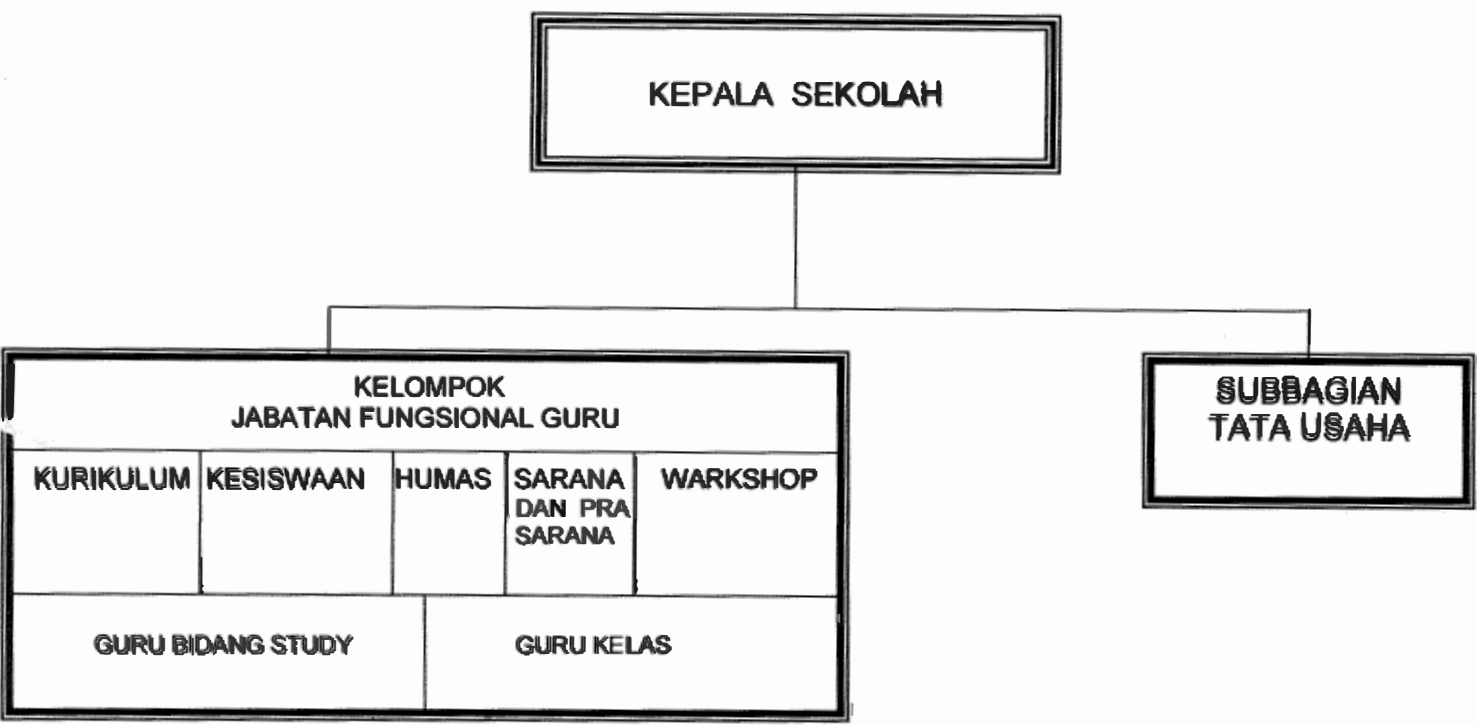 KEPALA SEKOLAH
KELOMPOK
JABATAN FUNGSIONAL GURU
SUBBAGIAN
TATA USAHA
KURIKULUM
KESISWAAN
HUMAS
SARANA
DAN PRA
SARANA
WARKSHOP
GURU BIDANG STUDY
GURU KELAS